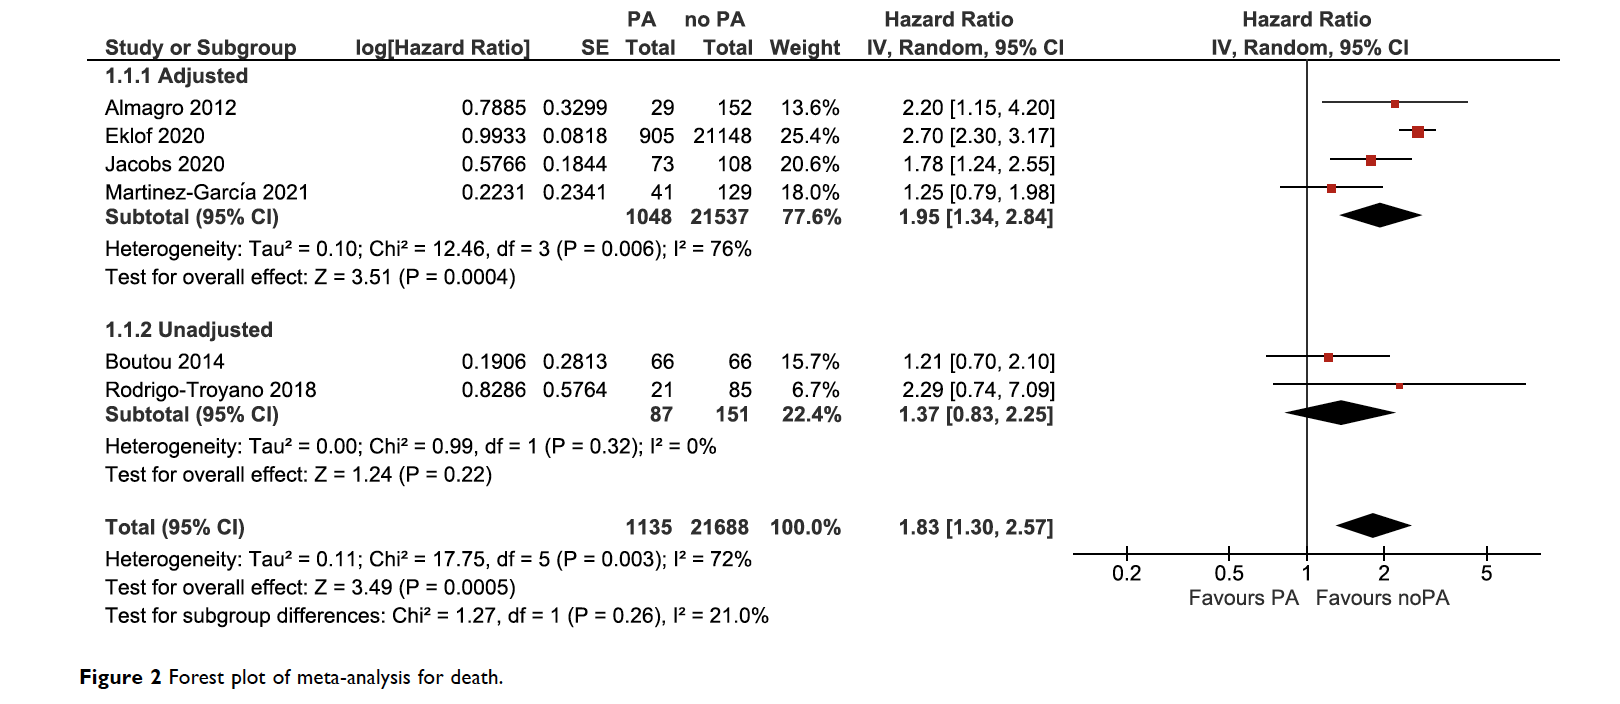 PA no PA Hazard Ratio Hazard Ratio
Study or Subgroup log[Hazard Ratio] SE Total Total Weight IV, Random, 95% CI IV, Random, 95% CI
1.1.1 Adjusted
Almagro 2012 0.7885 0.3299 29 152 13.6% 2.20 [1.15, 4.20]
Eklof 2020 0.9933 0.0818 905 21148 25.4% 2.70 [2.30, 3.17]
Jacobs 2020 0.5766 0.1844 73 108 20.6% 1.78 [1.24, 2.55]
Martinez-García 2021 0.2231 0.2341 41 129 18.0% 1.25 [0.79, 1.98]
Subtotal (95% CI) 1048 21537 77.6% 1.95 [1.34, 2.84]
Heterogeneity: Tau² = 0.10; Chi² = 12.46, df = 3 (P = 0.006); I² = 76%
Test for overall effect: Z = 3.51 (P = 0.0004)
1.1.2 Unadjusted
Boutou 2014 0.1906 0.2813 66 66 15.7% 1.21 [0.70, 2.10]
Rodrigo-Troyano 2018 0.8286 0.5764 21 85 6.7% 2.29 [0.74, 7.09]
Subtotal (95% CI) 87 151 22.4% 1.37 [0.83, 2.25]
Heterogeneity: Tau² = 0.00; Chi² = 0.99, df = 1 (P = 0.32); I² = 0%
Test for overall effect: Z = 1.24 (P = 0.22)
Total (95% CI) 1135 21688 100.0% 1.83 [1.30, 2.57]
Heterogeneity: Tau² = 0.11; Chi² = 17.75, df = 5 (P = 0.003); I² = 72%
Test for overall effect: Z = 3.49 (P = 0.0005)
Test for subgroup differences: Chi² = 1.27, df = 1 (P = 0.26), I² = 21.0%
0.2 0.5 1 2 5
Favours PA Favours noPA
Figure 2 Forest plot of meta-analysis for death.